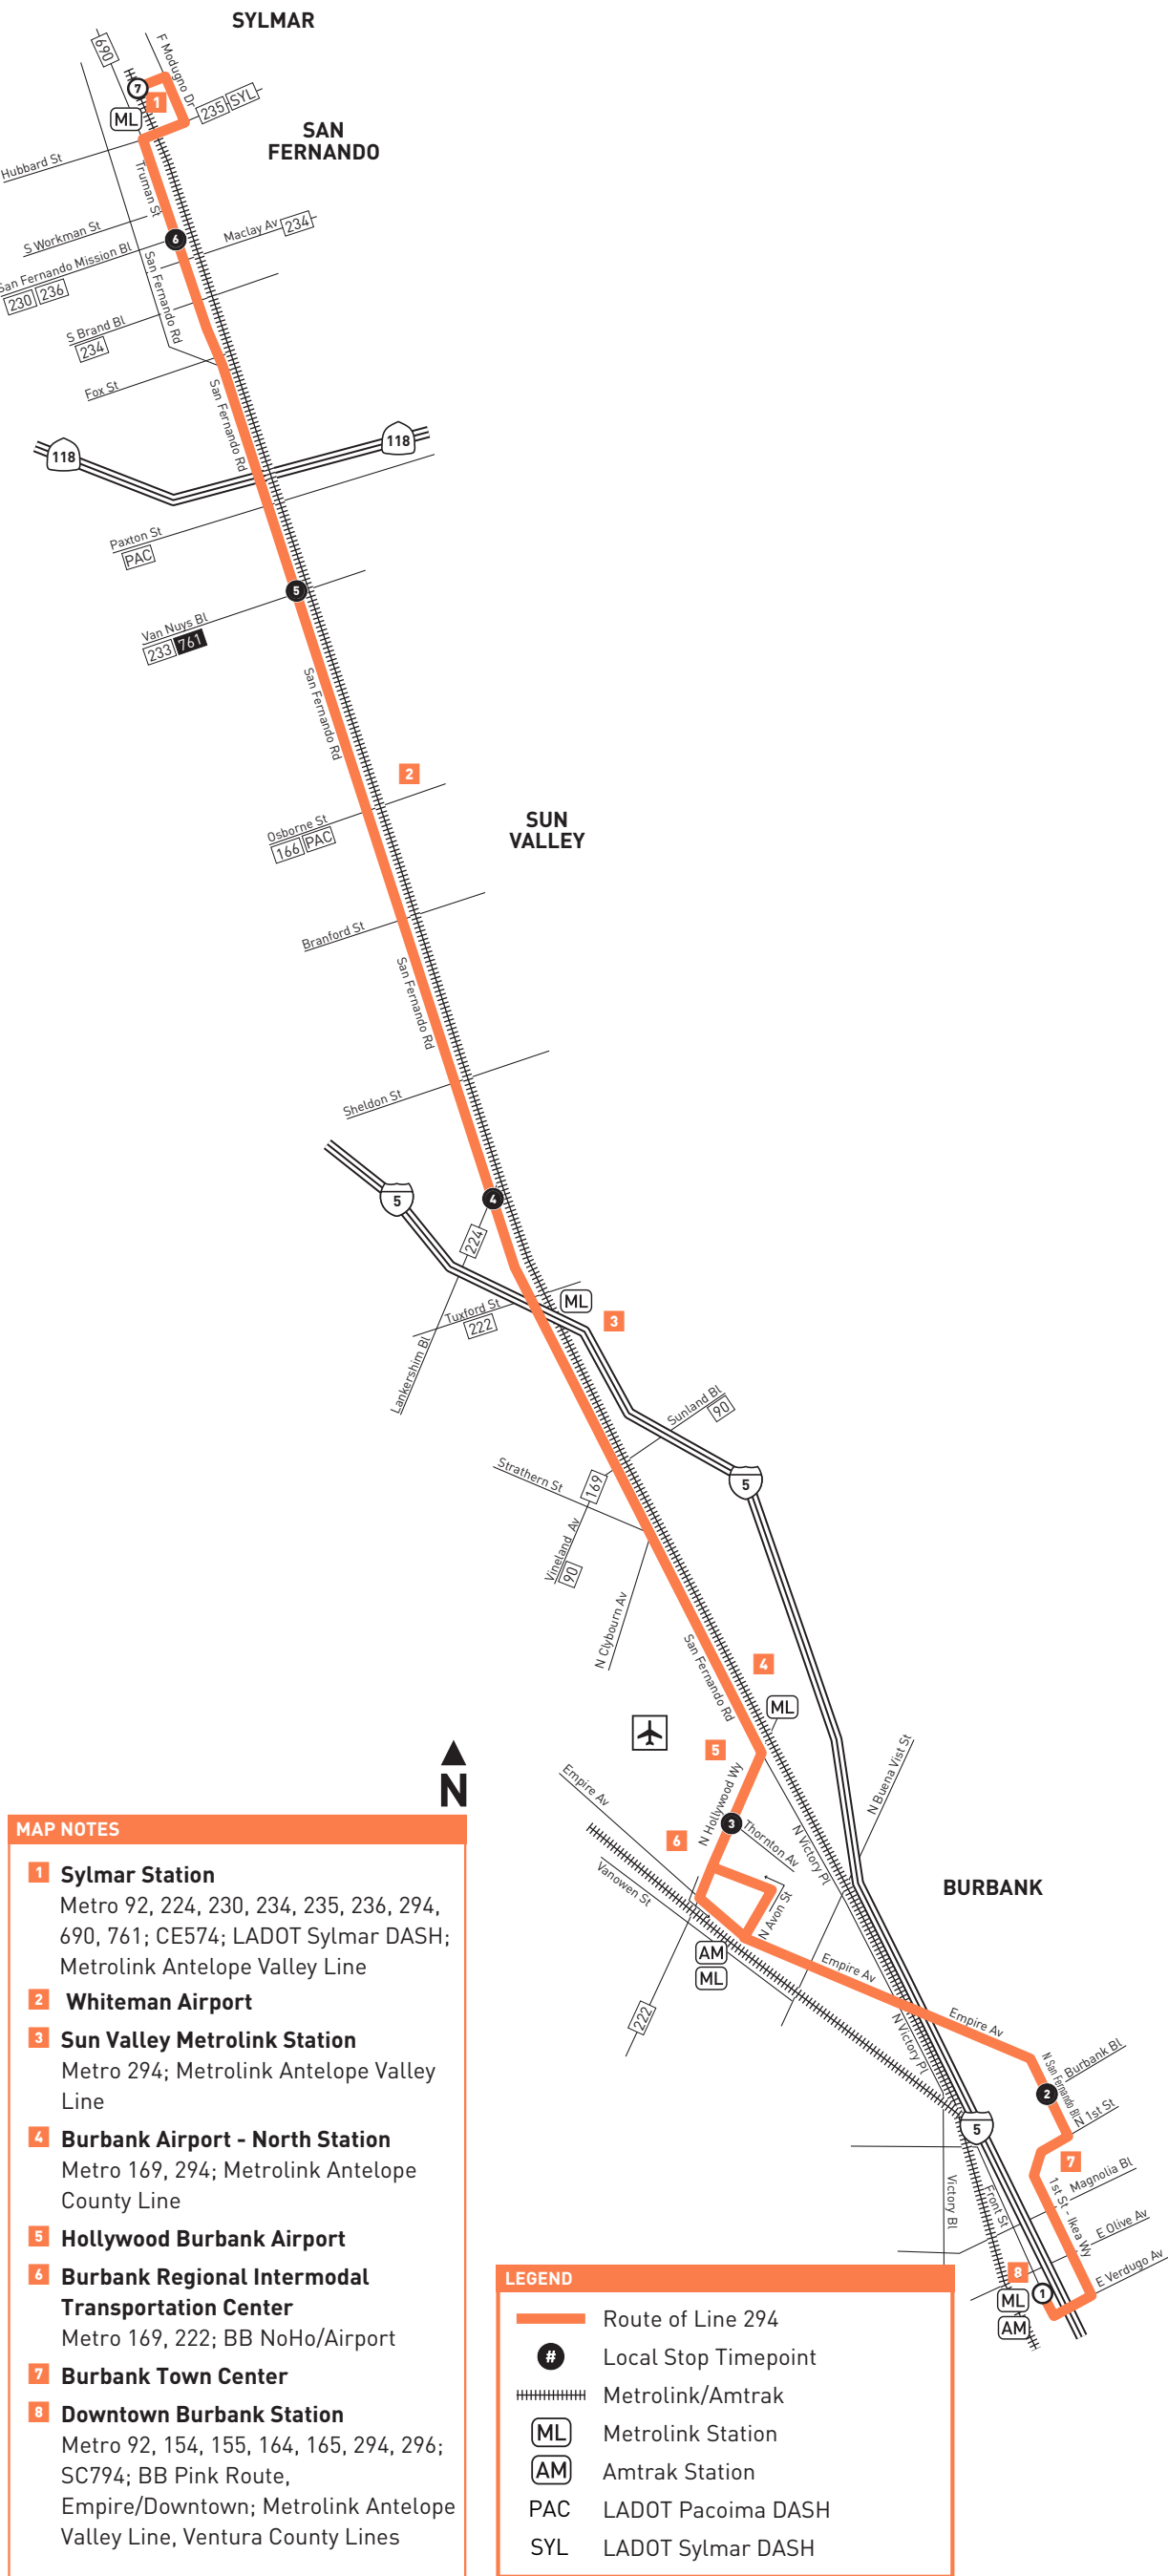 SYLMAR
690
F Modugno Dr
7
1
ML
235 SYL
SAN
FERNANDO
Hubbard St
Truman St
S Workman St
6
Maclay Av 234
San Fernando Mission Bl
230 236
San Fernando Rd
S Brand Bl
234
Fox St
San Fernando Rd
118
118
Paxton St
PAC
5
Van Nuys Bl
233 761
San Fernando Rd
2
Osborne St
166 PAC
SUN
VALLEY
Branford St
San Fernando Rd
Sheldon St
5
4
224
ML
Tuxford St
222
3
Lankershim Bl
Sunland Bl
90
Strathern St
169
5
Vineland Av
90
N Clybourn Av
San Fernando Rd
4
ML
5
N Buena Vist St
Empire Av
N Hollywood Wy
3
Thornton Av
N Victory Pl
6
Vanowen St
N Avon St
BURBANK
AM
ML
Empire Av
222
Empire Av
N Victory Pl
N San Fernando Bl
Burbank Bl
2
N 1st St
5
7
Magnolia Bl
Victory Bl
Front St
1st St - Ikea Wy
E Olive Av
E Verdugo Av
8
1
ML
AM
N
MAP NOTES
1 Sylmar Station
Metro 92, 224, 230, 234, 235, 236, 294,
690, 761; CE574; LADOT Sylmar DASH;
Metrolink Antelope Valley Line
2 Whiteman Airport
3 Sun Valley Metrolink Station
Metro 294; Metrolink Antelope Valley
Line
4 Burbank Airport - North Station
Metro 169, 294; Metrolink Antelope
County Line
5 Hollywood Burbank Airport
6 Burbank Regional Intermodal
Transportation Center
Metro 169, 222; BB NoHo/Airport
7 Burbank Town Center
8 Downtown Burbank Station
Metro 92, 154, 155, 164, 165, 294, 296;
SC794; BB Pink Route,
Empire/Downtown; Metrolink Antelope
Valley Line, Ventura County Lines
LEGEND
Route of Line 294
# Local Stop Timepoint
Metrolink/Amtrak
ML Metrolink Station
AM Amtrak Station
PAC LADOT Pacoima DASH
SYL LADOT Sylmar DASH